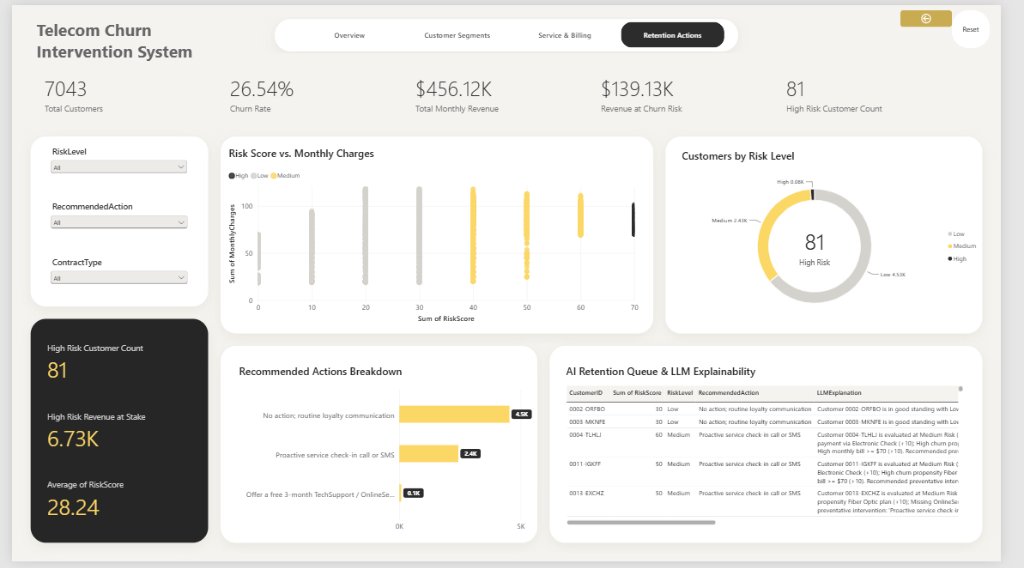 Telecom Churn
Intervention System
Overview
Customer Segments
Service & Billing
Retention Actions
Reset
7043
Total Customers
26.54%
Churn Rate
$456.12K
Total Monthly Revenue
$139.13K
Revenue at Churn Risk
81
High Risk Customer Count
RiskLevel
All
RecommendedAction
All
ContractType
All
High Risk Customer Count
81
High Risk Revenue at Stake
6.73K
Average of RiskScore
28.24
Risk Score vs. Monthly Charges
High Low Medium
Sum of MonthlyCharges
100
50
0
0 10 20 30 40 50 60 70
Sum of RiskScore
Customers by Risk Level
High 0.08K
Medium 2.43K
Low 4.53K
81
High Risk
Low
Medium
High
Recommended Actions Breakdown
No action; routine loyalty communication
4.5K
Proactive service check-in call or SMS
2.4K
Offer a free 3-month TechSupport / OnlineSe...
0.1K
0K 5K
AI Retention Queue & LLM Explainability
CustomerID Sum of RiskScore RiskLevel RecommendedAction LLMExplanation
0002-ORFBO 30 Low No action; routine loyalty communication Customer 0002-ORFBO is in good standing with Lov
0003-MKNFE 30 Low No action; routine loyalty communication Customer 0003-MKNFE is in good standing with Lov
0004-TLHLJ 60 Medium Proactive service check-in call or SMS Customer 0004-TLHLJ is evaluated at Medium Risk (
payment via Electronic Check (+10); High churn prop
High monthly bill >= $70 (+10). Recommended prev
0011-IGKFF 50 Medium Proactive service check-in call or SMS Customer 0011-IGKFF is evaluated at Medium Risk (
Electronic Check (+10); High churn propensity Fiber
bill >= $70 (+10). Recommended preventative inter
0013-EXCHZ 50 Medium Proactive service check-in call or SMS Customer 0013-EXCHZ is evaluated at Medium Risk
propensity Fiber Optic plan (+10); Missing OnlineSe
preventative intervention: 'Proactive service check-in